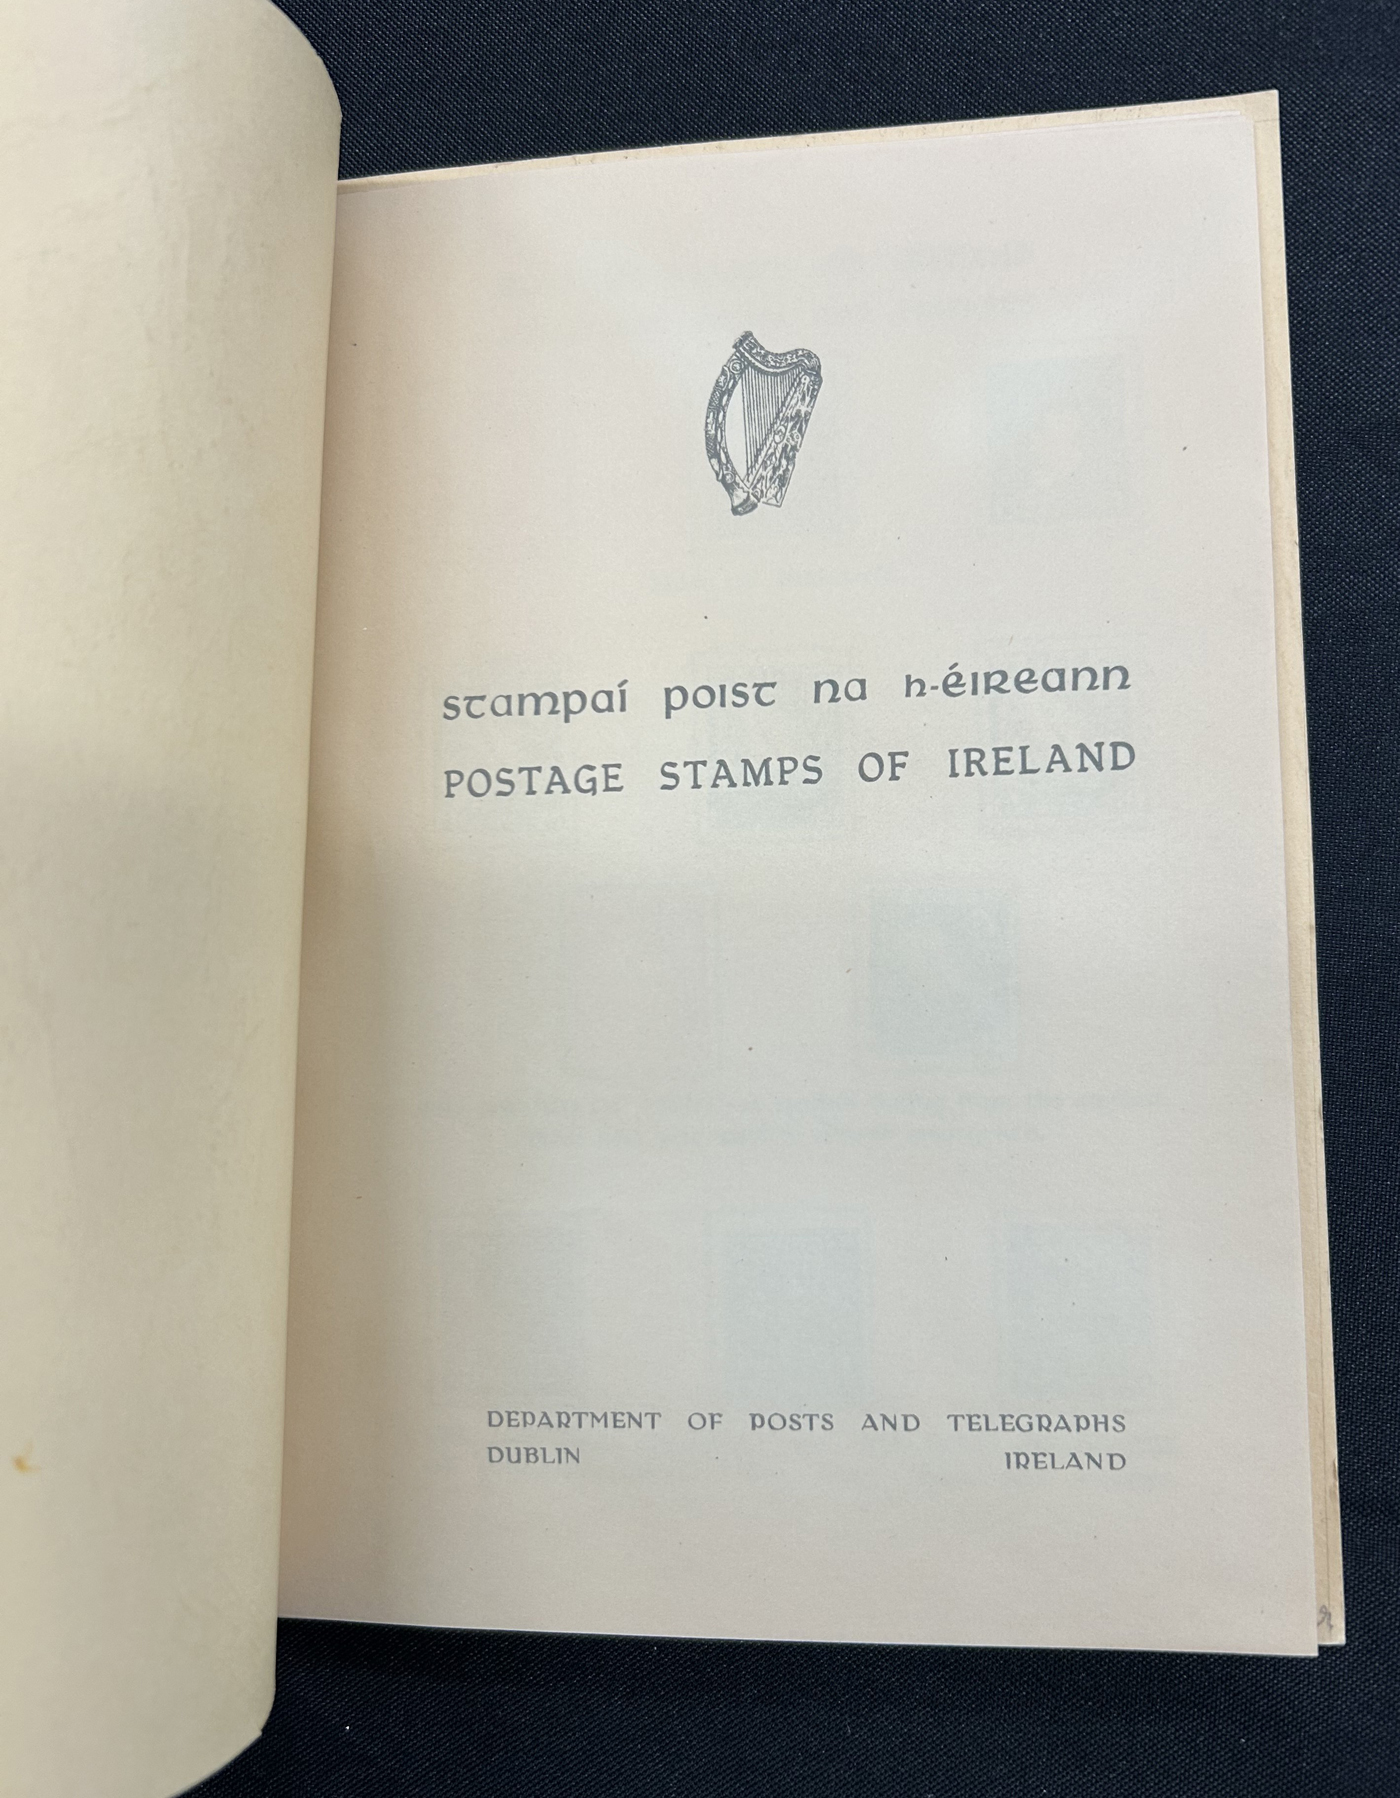 stampaí poist na h-éireann
POSTAGE STAMPS OF IRELAND
DEPARTMENT OF POSTS AND TELEGRAPHS
DUBLIN IRELAND